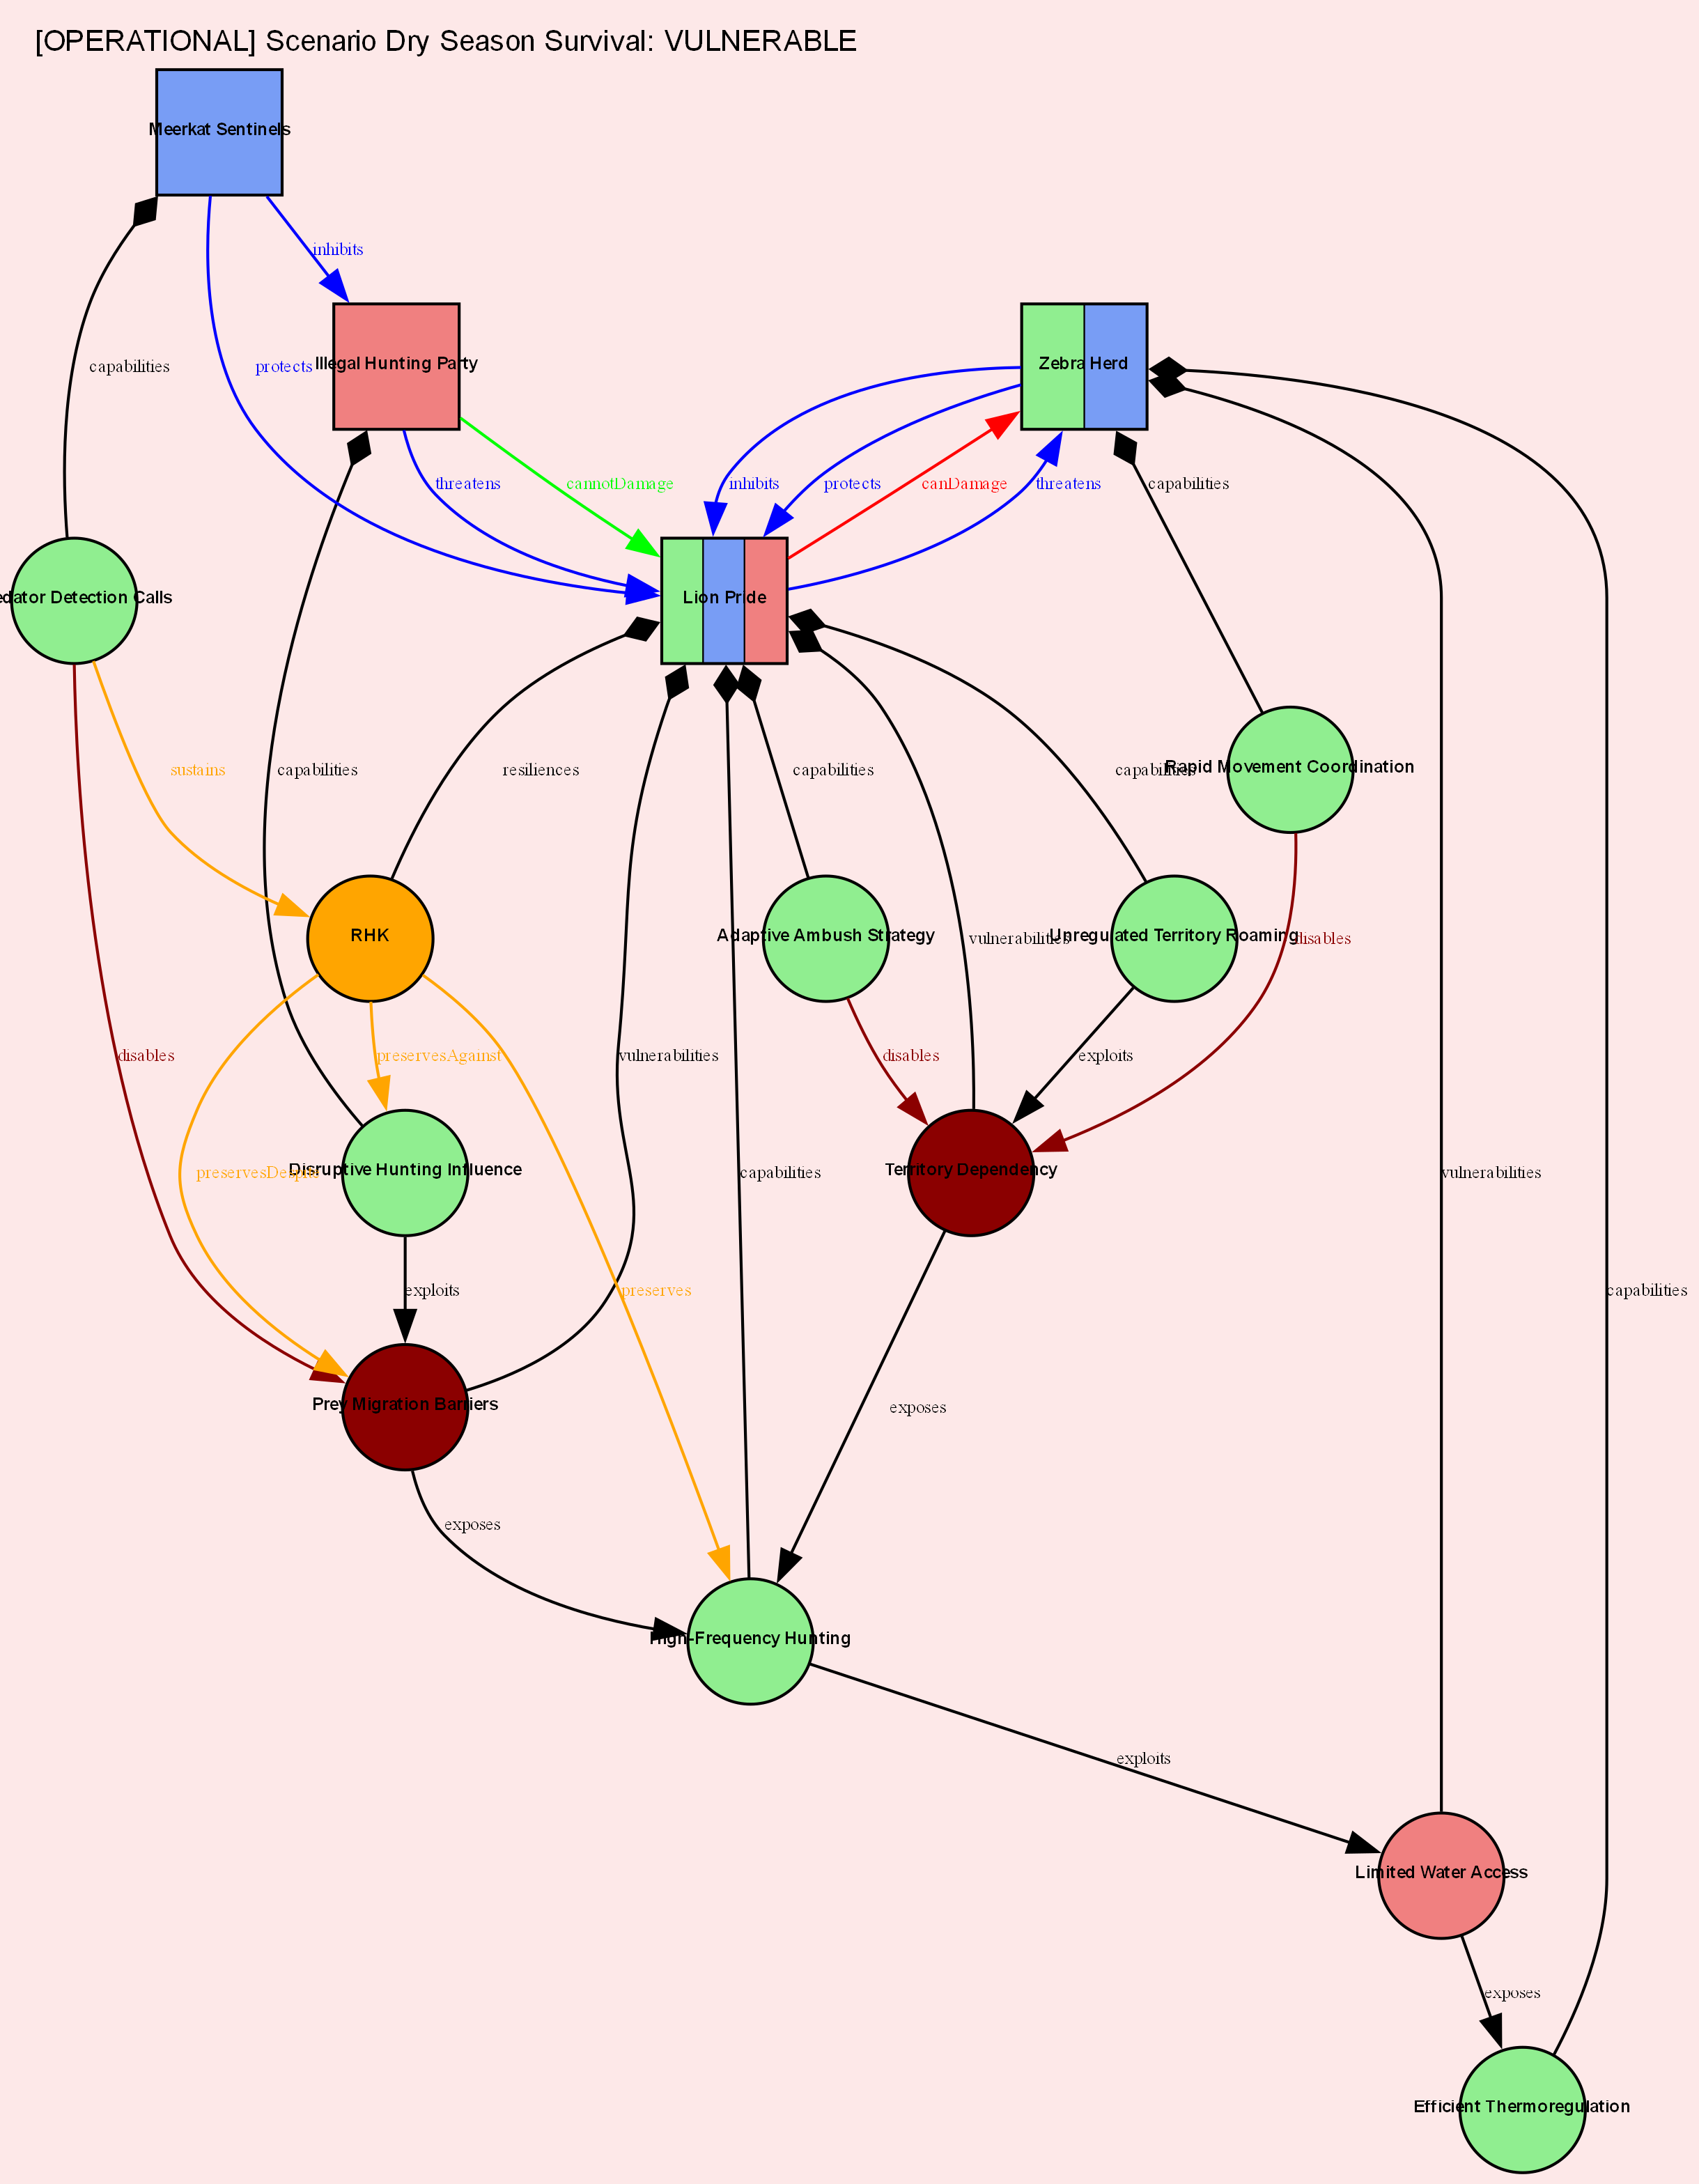 [OPERATIONAL] Scenario Dry Season Survival: VULNERABLE
Meerkat Sentinels
inhibits
capabilities
protects
Illegal Hunting Party
Zebra Herd
threatens
cannotDamage
inhibits
protects
canDamage
threatens
capabilities
edator Detection Calls
Lion Pride
sustains
capabilities
resiliences
capabilities
capabilities
Rapid Movement Coordination
RHK
Adaptive Ambush Strategy
vulnerabilities
Unregulated Territory Roaming
disables
disables
preservesAgainst
vulnerabilities
disables
exploits
preservesDespite
Disruptive Hunting Influence
capabilities
Territory Dependency
vulnerabilities
exploits
preserves
capabilities
Prey Migration Barriers
exposes
exposes
High-Frequency Hunting
exploits
Limited Water Access
exposes
Efficient Thermoregulation